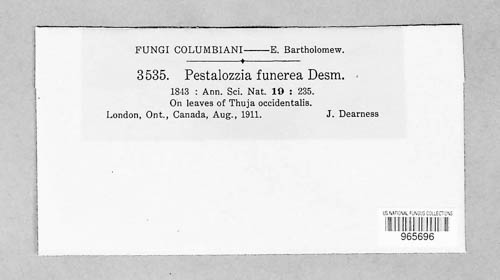 FUNGI COLUMBIANI——E. Bartholomew.
3535. Pestalozzia funerea Desm.
1843 : Ann. Sci. Nat. 19 : 235.
On leaves of Thuja occidentalis.
London, Ont., Canada, Aug., 1911. J. Dearness
US NATIONAL FUNGUS COLLECTIONS
965696